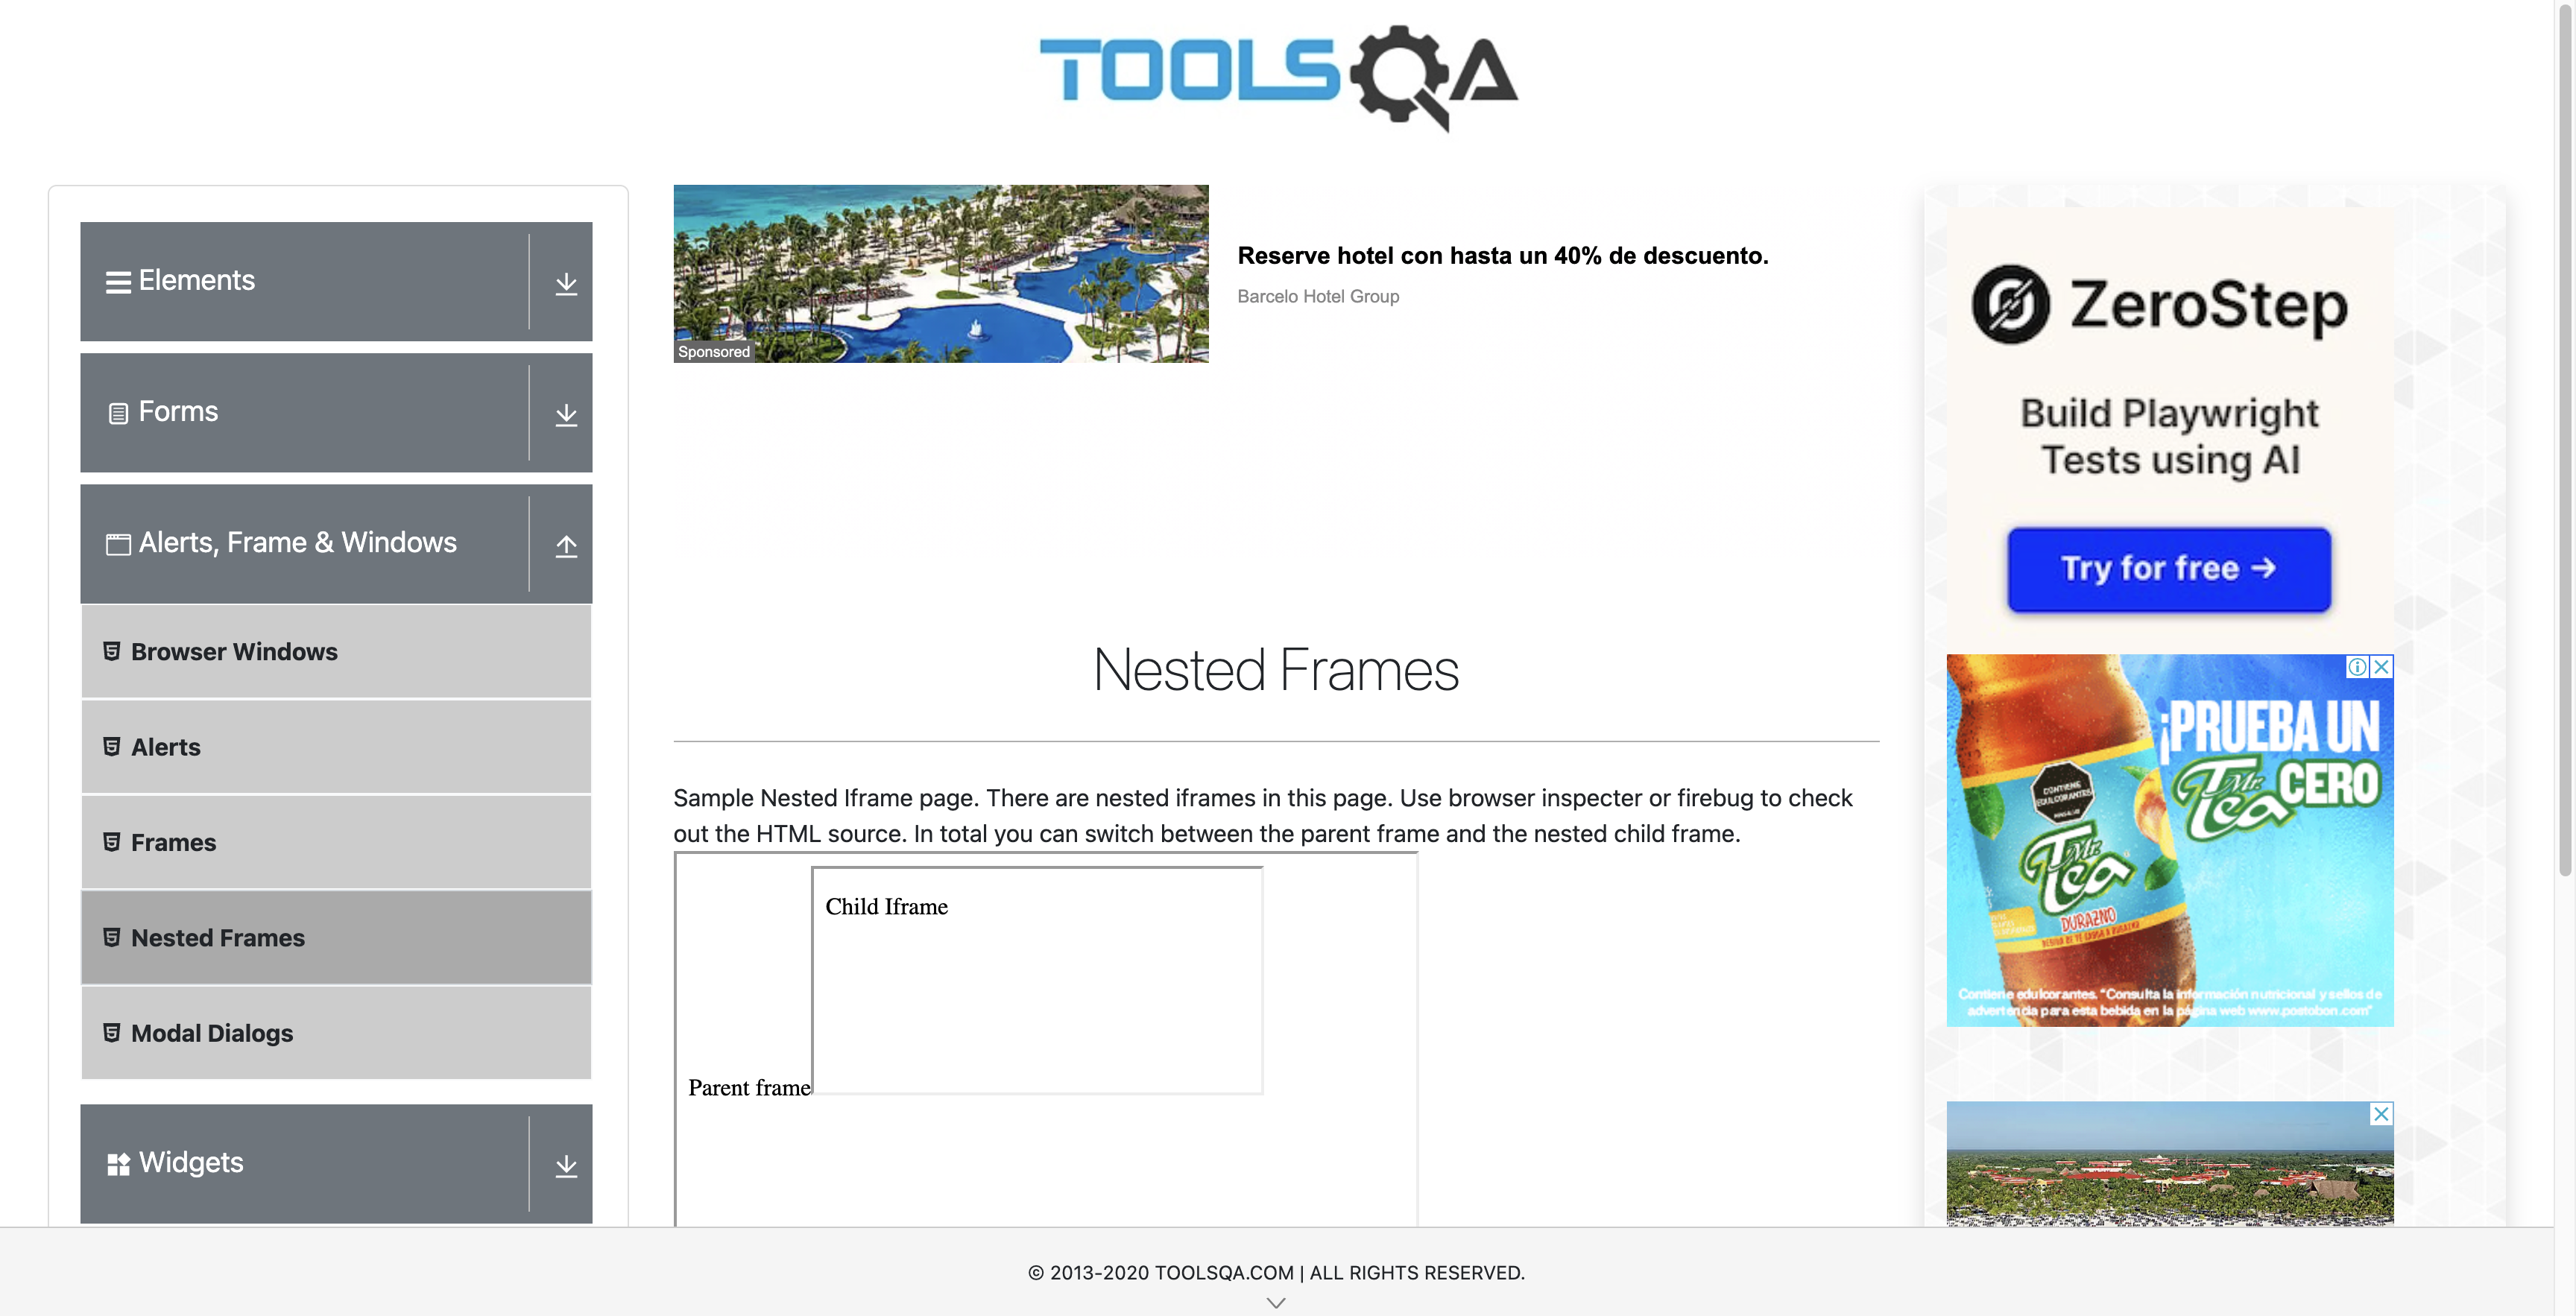 TOOLSQA
Elements
Forms
Alerts, Frame & Windows
Browser Windows
Alerts
Frames
Nested Frames
Modal Dialogs
Widgets
Sponsored
Reserve hotel con hasta un 40% de descuento.
Barcelo Hotel Group
Nested Frames
Sample Nested Iframe page. There are nested iframes in this page. Use browser inspecter or firebug to check
out the HTML source. In total you can switch between the parent frame and the nested child frame.
Child Iframe
Parent frame
ZeroStep
Build Playwright
Tests using AI
Try for free →
¡PRUEBA UN
Mr. Tea CERO
CONTIENE
EDULCORANTES
Mr.
Tea
DURAZNO
Contiene edulcorantes. "Consulta la información nutricional y sellos de
advertencia para esta bebida en la página web www.postobon.com"
© 2013-2020 TOOLSQA.COM | ALL RIGHTS RESERVED.